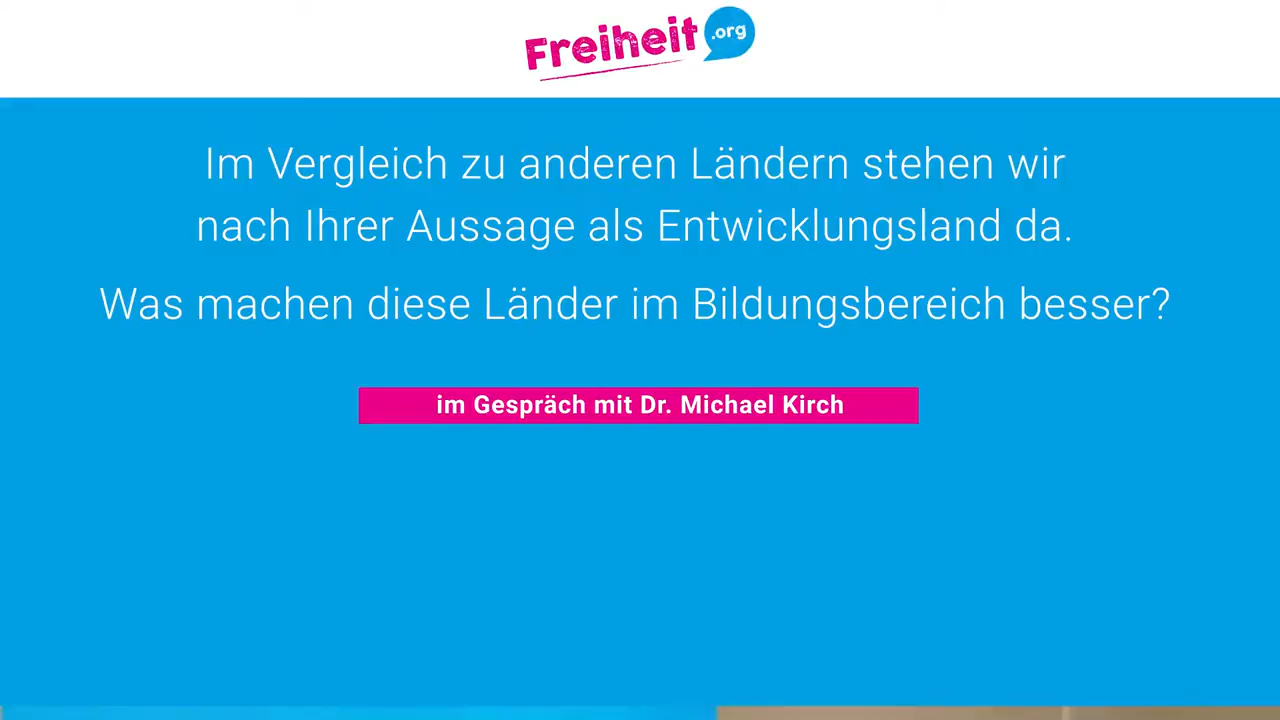 Freiheit .org
Im Vergleich zu anderen Ländern stehen wir
nach Ihrer Aussage als Entwicklungsland da.
Was machen diese Länder im Bildungsbereich besser?
im Gespräch mit Dr. Michael Kirch